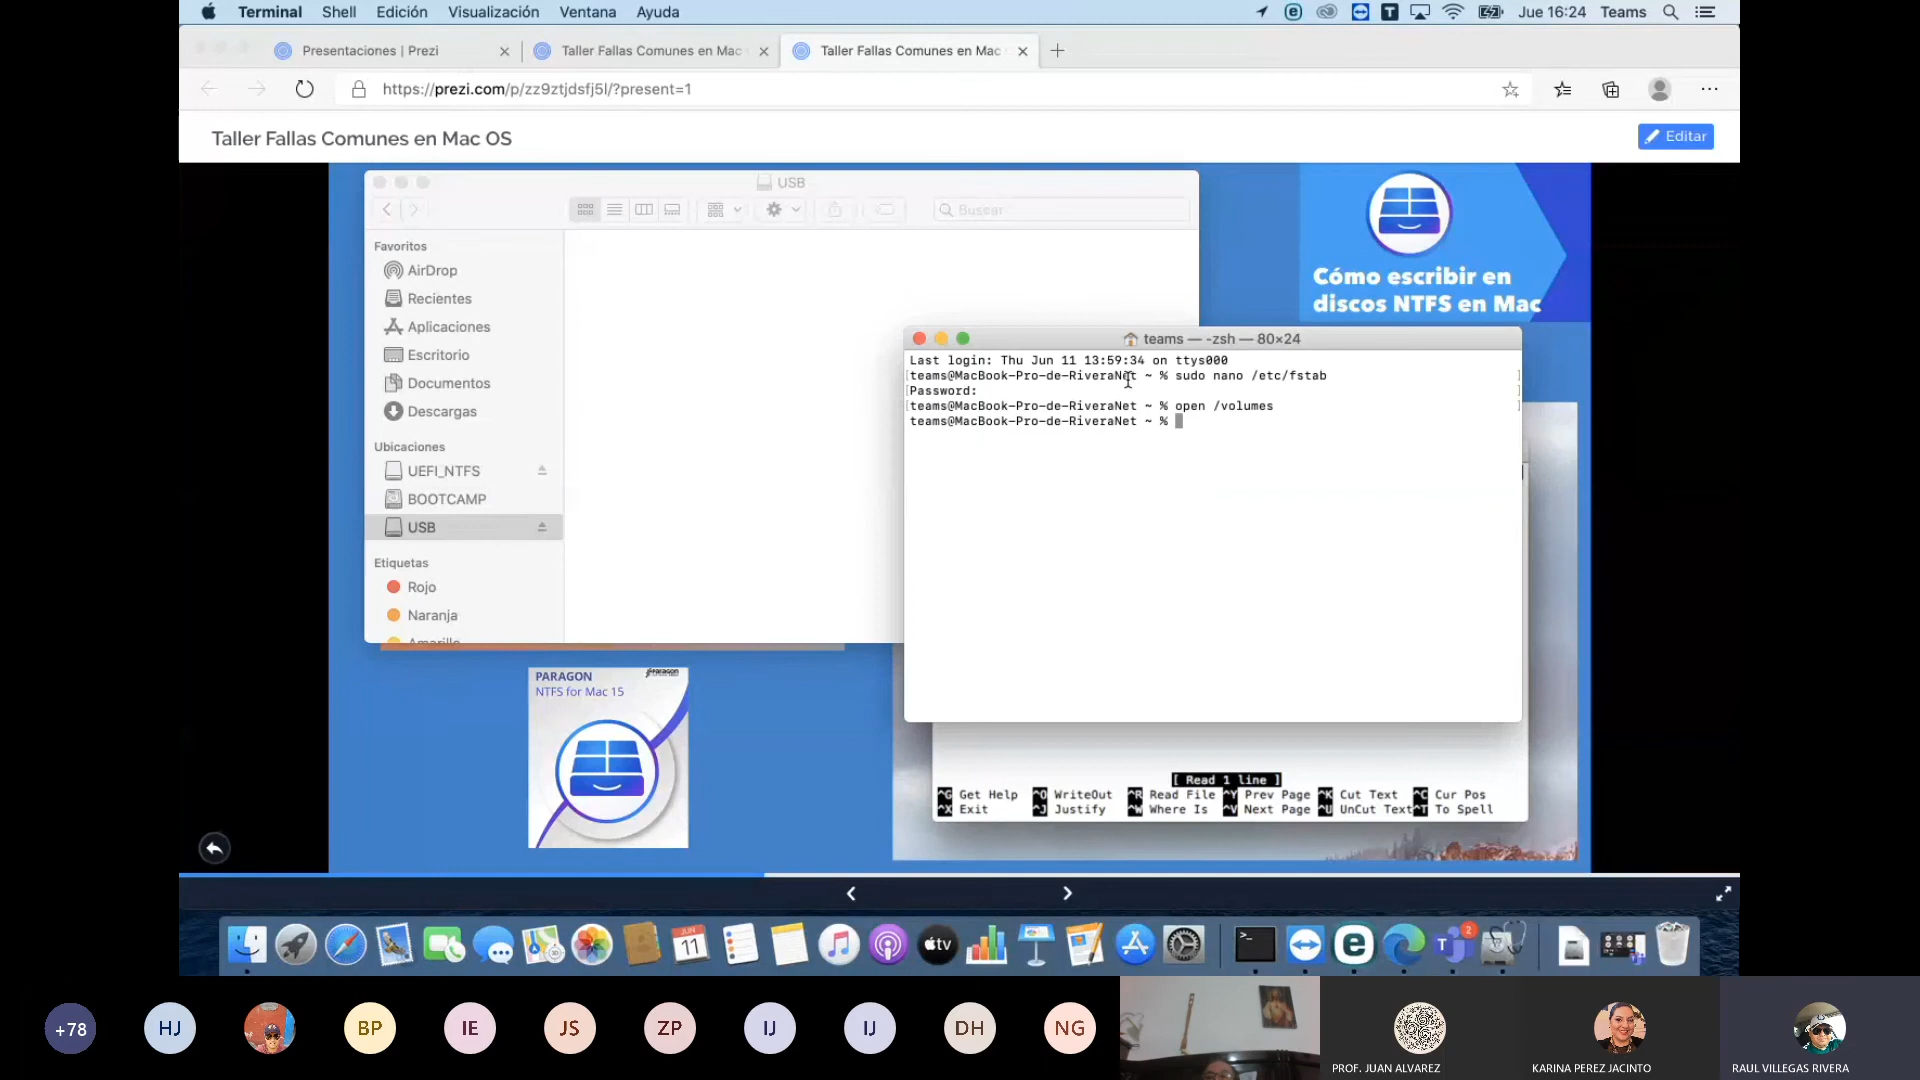 Terminal Shell Edición Visualización Ventana Ayuda
Jue 16:24 Teams
Presentaciones | Prezi
Taller Fallas Comunes en Mac
Taller Fallas Comunes en Mac
https://prezi.com/p/zz9ztjdsfj5l/?present=1
Taller Fallas Comunes en Mac OS
Editar
USB
Buscar
Favoritos
AirDrop
Recientes
Aplicaciones
Escritorio
Documentos
Descargas
Ubicaciones
UEFI_NTFS
BOOTCAMP
USB
Etiquetas
Rojo
Naranja
Amarillo
Cómo escribir en
discos NTFS en Mac
teams — -zsh — 80×24
Last login: Thu Jun 11 13:59:34 on ttys000
[teams@MacBook-Pro-de-RiveraNet ~ % sudo nano /etc/fstab ]
[Password: ]
[teams@MacBook-Pro-de-RiveraNet ~ % open /volumes ]
teams@MacBook-Pro-de-RiveraNet ~ %
PARAGON
NTFS for Mac 15
[ Read 1 line ]
^G Get Help ^O WriteOut ^R Read File ^Y Prev Page ^K Cut Text ^C Cur Pos
^X Exit ^J Justify ^W Where Is ^V Next Page ^U UnCut Text ^T To Spell
JUN
11
tv
2
+78
HJ
BP
IE
JS
ZP
IJ
IJ
DH
NG
PROF. JUAN ALVAREZ
KARINA PEREZ JACINTO
RAUL VILLEGAS RIVERA